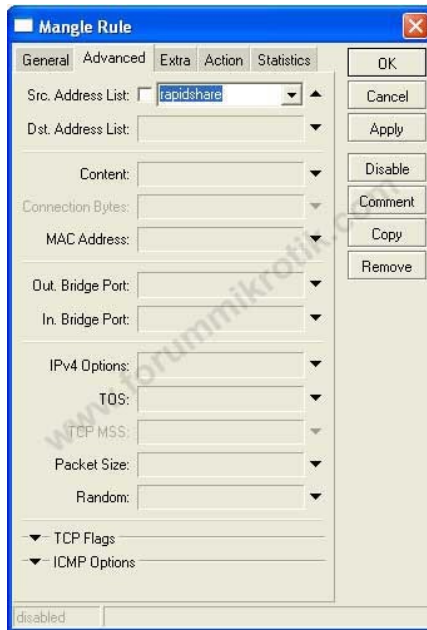 Mangle Rule
General Advanced Extra Action Statistics
OK
Src. Address List: rapidshare
Cancel
Dst. Address List:
Apply
Content:
Disable
Connection Bytes:
Comment
MAC Address:
Copy
Out. Bridge Port:
Remove
In. Bridge Port:
IPv4 Options:
TOS:
TCP MSS:
Packet Size:
Random:
TCP Flags
ICMP Options
disabled
www.forummikrotik.com